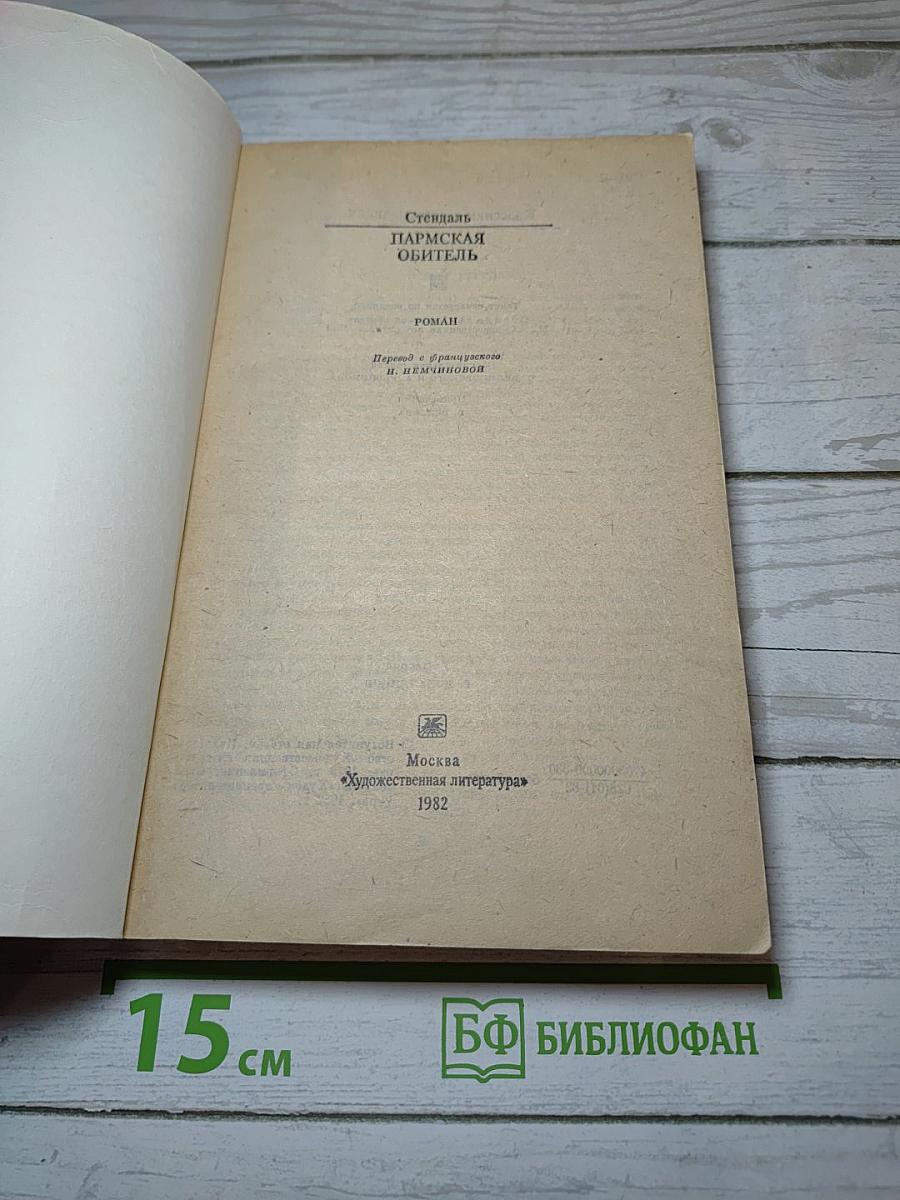 Стендаль
ПАРМСКАЯ
ОБИТЕЛЬ
РОМАН
Перевод с французского
Н. НЕМЧИНОВОЙ
Москва
«Художественная литература»
1982
15 см
БФ БИБЛИОФАН